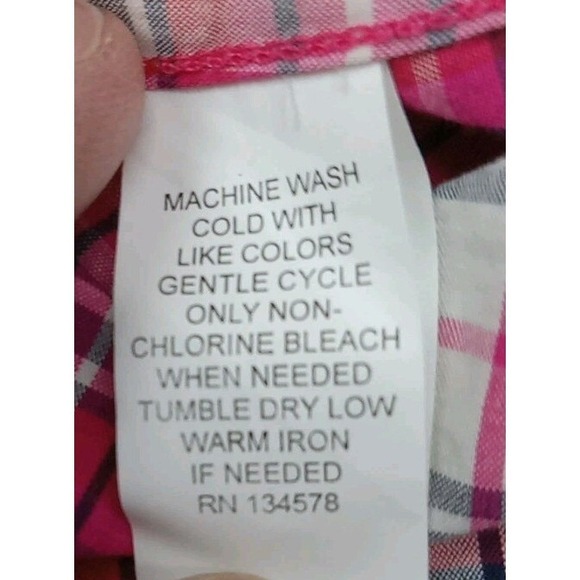 MACHINE WASH
COLD WITH
LIKE COLORS
GENTLE CYCLE
ONLY NON-
CHLORINE BLEACH
WHEN NEEDED
TUMBLE DRY LOW
WARM IRON
IF NEEDED
RN 134578